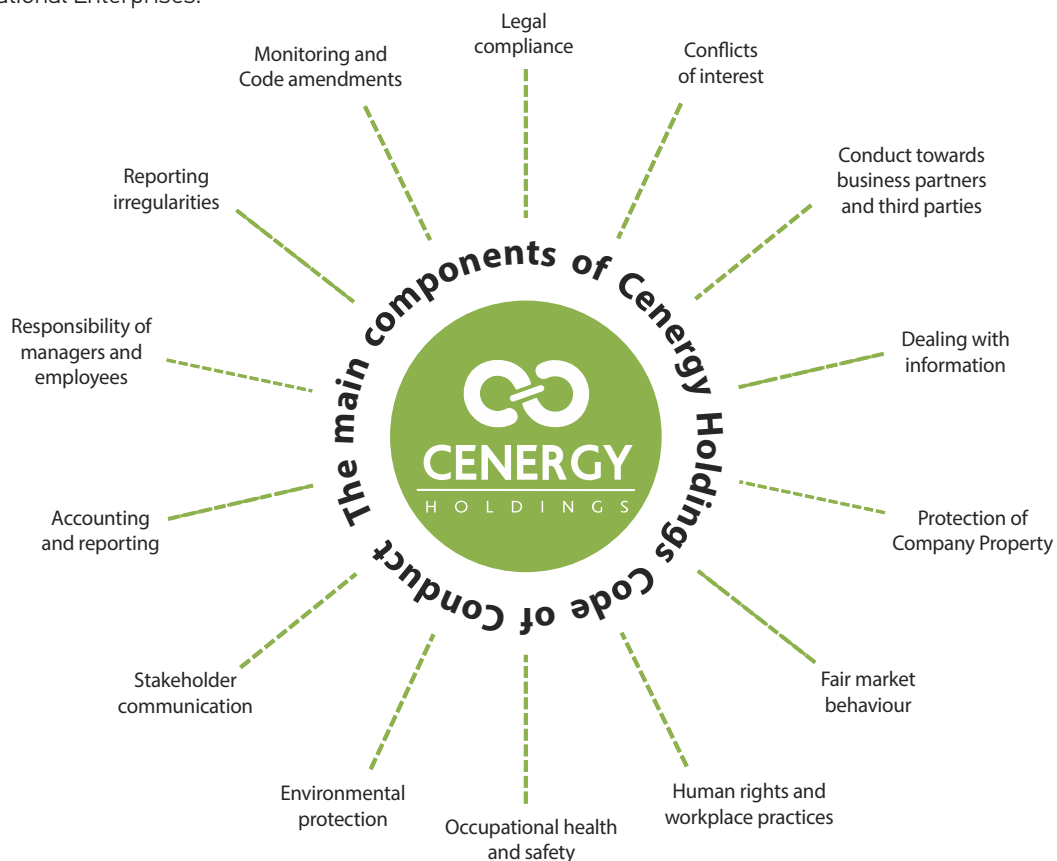 Enterprises.
Legal
compliance
Conflicts
of interest
Conduct towards
business partners
and third parties
Dealing with
information
Protection of
Company Property
Fair market
behaviour
Human rights and
workplace practices
Occupational health
and safety
Environmental
protection
Stakeholder
communication
Accounting
and reporting
Responsibility of
managers and
employees
Reporting
irregularities
Monitoring and
Code amendments
The main components of Cenergy Holdings Code of Conduct
CENERGY
HOLDINGS